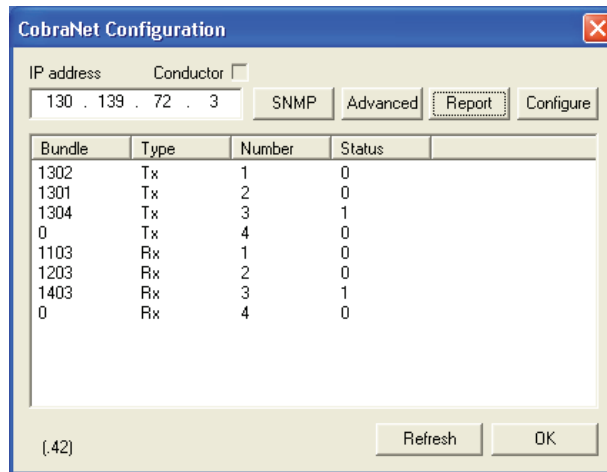 CobraNet Configuration
IP address Conductor
130 . 139 . 72 . 3 SNMP Advanced Report Configure
Bundle Type Number Status
1302 Tx 1 0
1301 Tx 2 0
1304 Tx 3 1
0 Tx 4 0
1103 Rx 1 0
1203 Rx 2 0
1403 Rx 3 1
0 Rx 4 0
(.42) Refresh OK